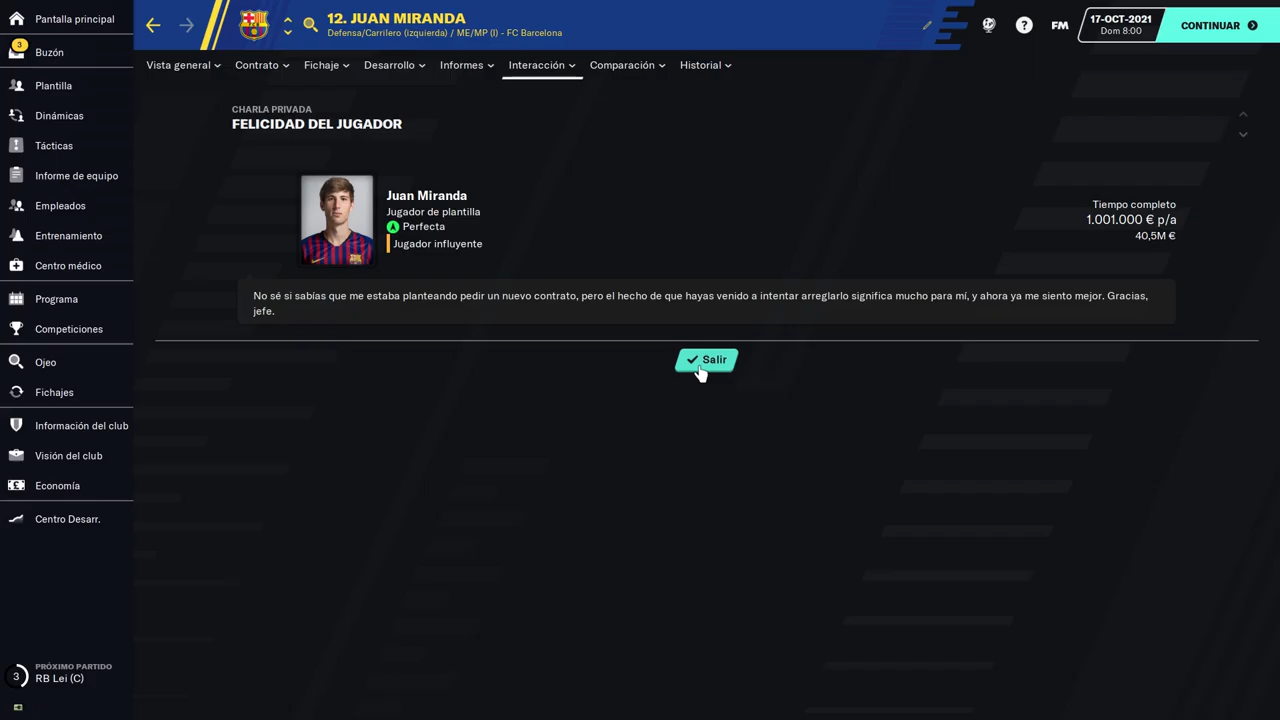 Pantalla principal
3
Buzón
Plantilla
Dinámicas
Tácticas
Informe de equipo
Empleados
Entrenamiento
Centro médico
Programa
Competiciones
Ojeo
Fichajes
Información del club
Visión del club
Economía
Centro Desarr.
PRÓXIMO PARTIDO
3
RB Lei (C)
12. JUAN MIRANDA
Defensa/Carrilero (izquierda) / ME/MP (I) - FC Barcelona
?
FM
17-OCT-2021
Dom 8:00
CONTINUAR
Vista general
Contrato
Fichaje
Desarrollo
Informes
Interacción
Comparación
Historial
CHARLA PRIVADA
FELICIDAD DEL JUGADOR
Juan Miranda
Jugador de plantilla
Perfecta
Jugador influyente
Tiempo completo
1.001.000 € p/a
40,5M €
No sé si sabías que me estaba planteando pedir un nuevo contrato, pero el hecho de que hayas venido a intentar arreglarlo significa mucho para mí, y ahora ya me siento mejor. Gracias,
jefe.
Salir